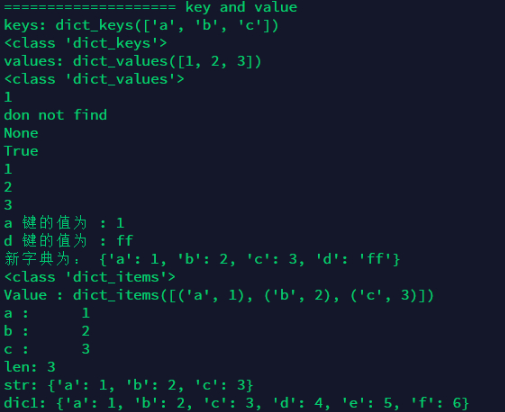 ==================== key and value
keys: dict_keys(['a', 'b', 'c'])
<class 'dict_keys'>
values: dict_values([1, 2, 3])
<class 'dict_values'>
1
don not find
None
True
1
2
3
a 键的值为 : 1
d 键的值为 : ff
新字典为： {'a': 1, 'b': 2, 'c': 3, 'd': 'ff'}
<class 'dict_items'>
Value : dict_items([('a', 1), ('b', 2), ('c', 3)])
a :      1
b :      2
c :      3
len: 3
str: {'a': 1, 'b': 2, 'c': 3}
dic1: {'a': 1, 'b': 2, 'c': 3, 'd': 4, 'e': 5, 'f': 6}